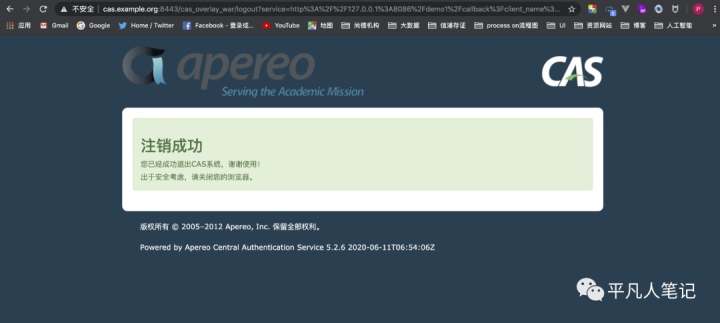 不安全 | cas.example.org:8443/cas_overlay_war/logout?service=http%3A%2F%2F127.0.0.1%3A8086%2Fdemo1%2Fcallback%3Fclient_name%3...
应用 Gmail Google Home / Twitter Facebook - 登录或... YouTube 地图 尚德机构 大数据 信浦存证 process on流程图 UI 资源网站 博客 人工智能
apereo
Serving the Academic Mission
CAS
注销成功
您已经成功退出CAS系统，谢谢使用!
出于安全考虑，请关闭您的浏览器。
版权所有 © 2005–2012 Apereo, Inc. 保留全部权利。
Powered by Apereo Central Authentication Service 5.2.6 2020-06-11T06:54:06Z
平凡人笔记